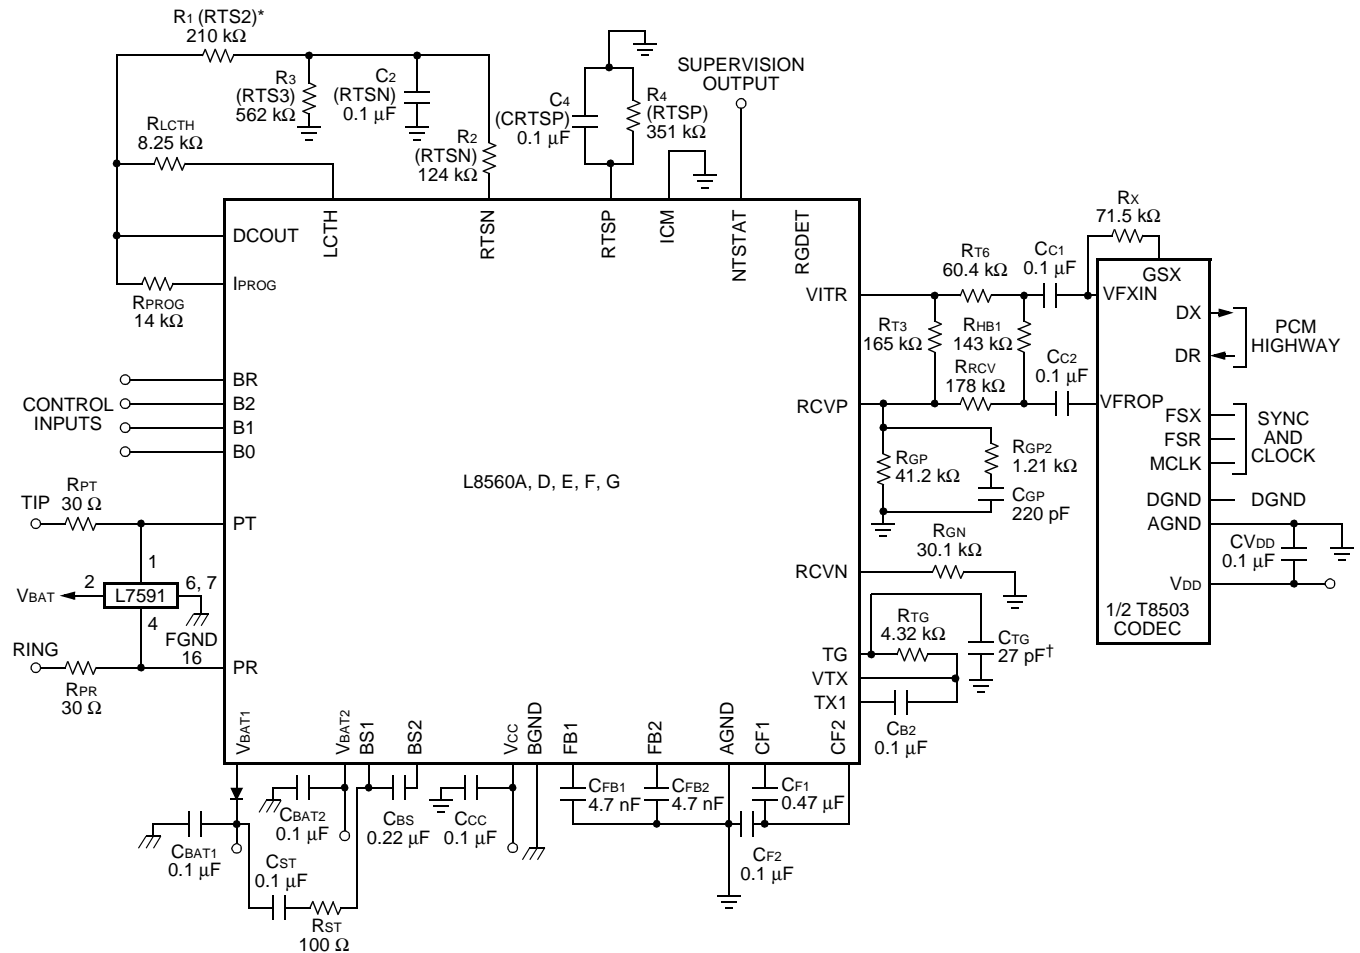 R1 (RTS2)*
210 kΩ
R3
(RTS3)
562 kΩ
C2
(RTSN)
0.1 µF
R2
(RTSN)
124 kΩ
RLCTH
8.25 kΩ
C4
(CRTSP)
0.1 µF
R4
(RTSP)
351 kΩ
SUPERVISION
OUTPUT
DCOUT
LCTH
RTSN
RTSP
ICM
NTSTAT
RGDET
IPROG
RPROG
14 kΩ
VITR
RT6
60.4 kΩ
CC1
0.1 µF
RX
71.5 kΩ
GSX
VFXIN
DX
DR
PCM
HIGHWAY
RT3
165 kΩ
RHB1
143 kΩ
RRCV
178 kΩ
CC2
0.1 µF
RCVP
VFROP
FSX
FSR
MCLK
SYNC
AND
CLOCK
DGND
DGND
AGND
CVDD
0.1 µF
VDD
1/2 T8503
CODEC
CONTROL
INPUTS
BR
B2
B1
B0
L8560A, D, E, F, G
RGP
41.2 kΩ
RGP2
1.21 kΩ
CGP
220 pF
RPT
30 Ω
TIP
PT
1
2
VBAT
L7591
6, 7
4
FGND
16
RING
PR
RPR
30 Ω
RCVN
RGN
30.1 kΩ
RTG
4.32 kΩ
CTG
27 pF†
TG
VTX
TX1
CB2
0.1 µF
VBAT1
VBAT2
BS1
BS2
VCC
BGND
FB1
FB2
AGND
CF1
CF2
CBAT2
0.1 µF
CBS
0.22 µF
CCC
0.1 µF
CFB1
4.7 nF
CFB2
4.7 nF
CF1
0.47 µF
CF2
0.1 µF
CBAT1
0.1 µF
CST
0.1 µF
RST
100 Ω